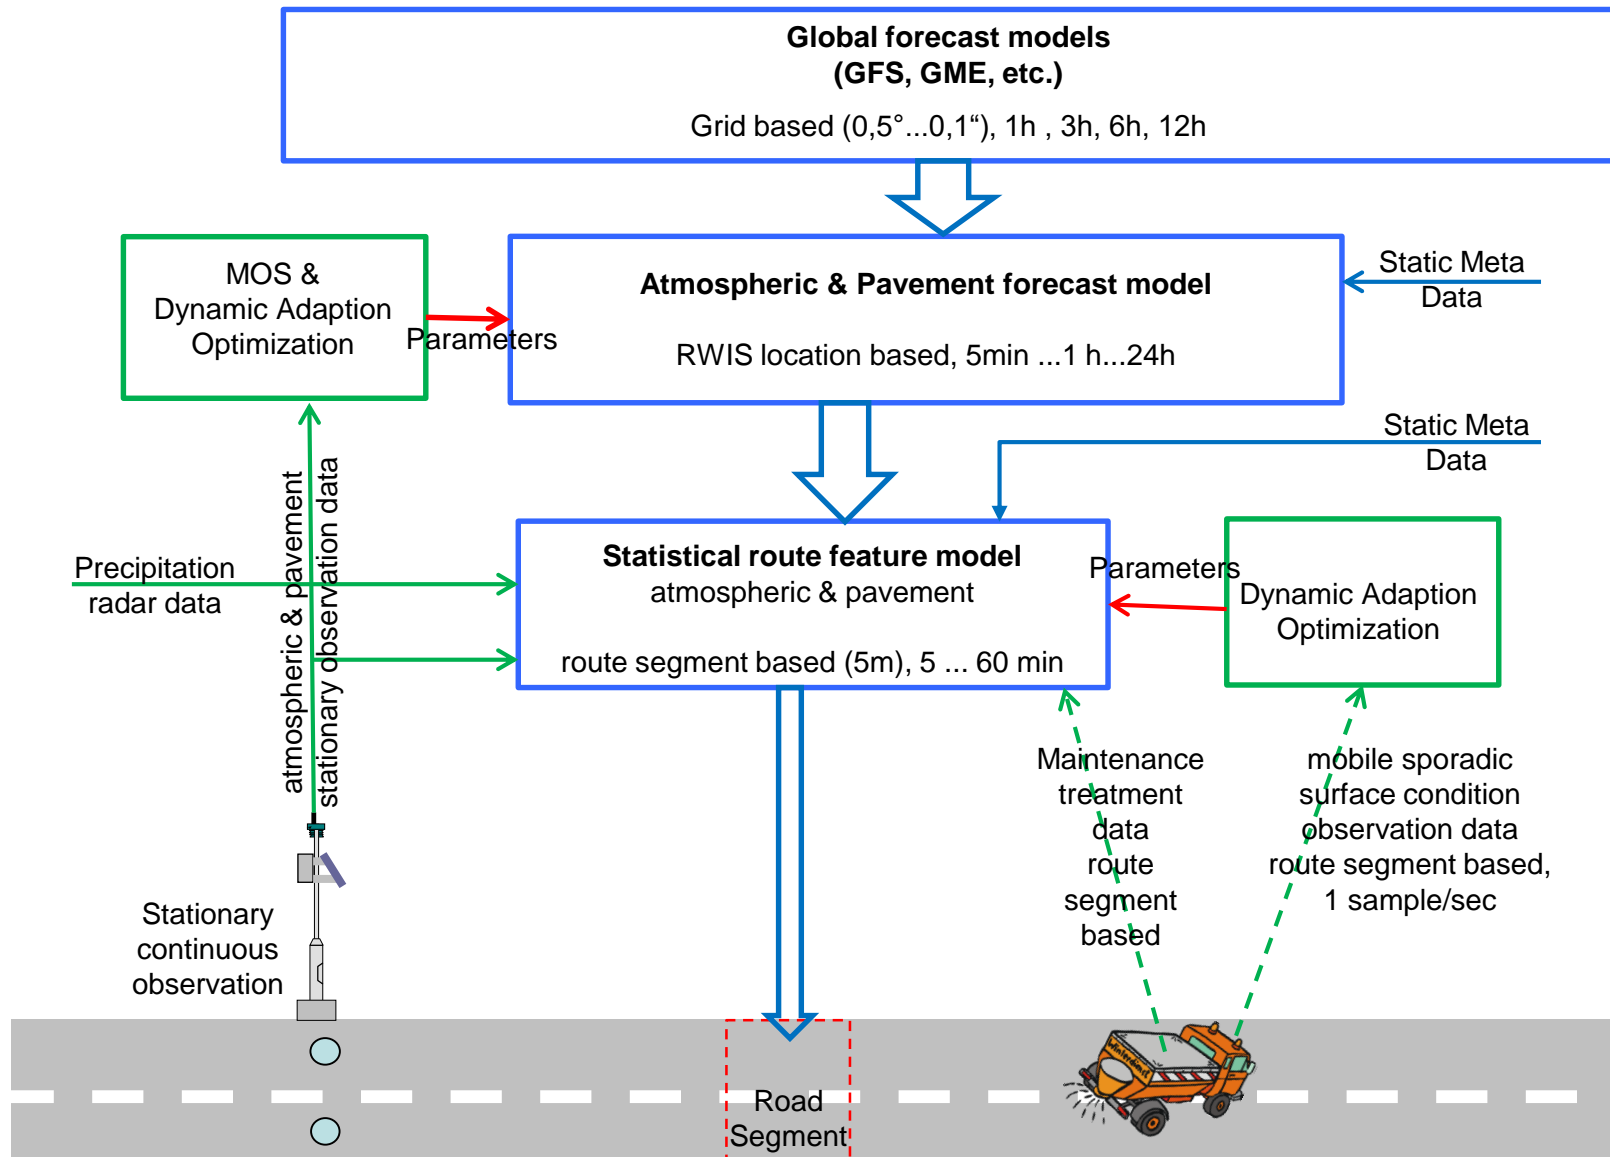 Global forecast models
(GFS, GME, etc.)
Grid based (0,5°...0,1“), 1h , 3h, 6h, 12h
MOS &
Dynamic Adaption
Optimization
Parameters
Atmospheric & Pavement forecast model
RWIS location based, 5min ...1 h...24h
Static Meta
Data
Static Meta
Data
atmospheric & pavement
stationary observation data
Precipitation
radar data
Statistical route feature model
atmospheric & pavement
route segment based (5m), 5 ... 60 min
Parameters
Dynamic Adaption
Optimization
Maintenance
treatment
data
route
segment
based
mobile sporadic
surface condition
observation data
route segment based,
1 sample/sec
Stationary
continuous
observation
Winterdienst
Road
Segment